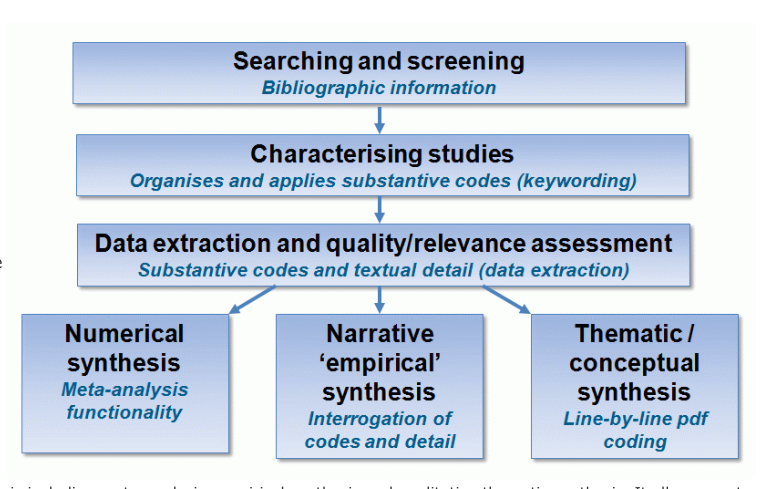 Searching and screening
Bibliographic information
Characterising studies
Organises and applies substantive codes (keywording)
Data extraction and quality/relevance assessment
Substantive codes and textual detail (data extraction)
Numerical
synthesis
Meta-analysis
functionality
Narrative
‘empirical’
synthesis
Interrogation of
codes and detail
Thematic /
conceptual
synthesis
Line-by-line pdf
coding